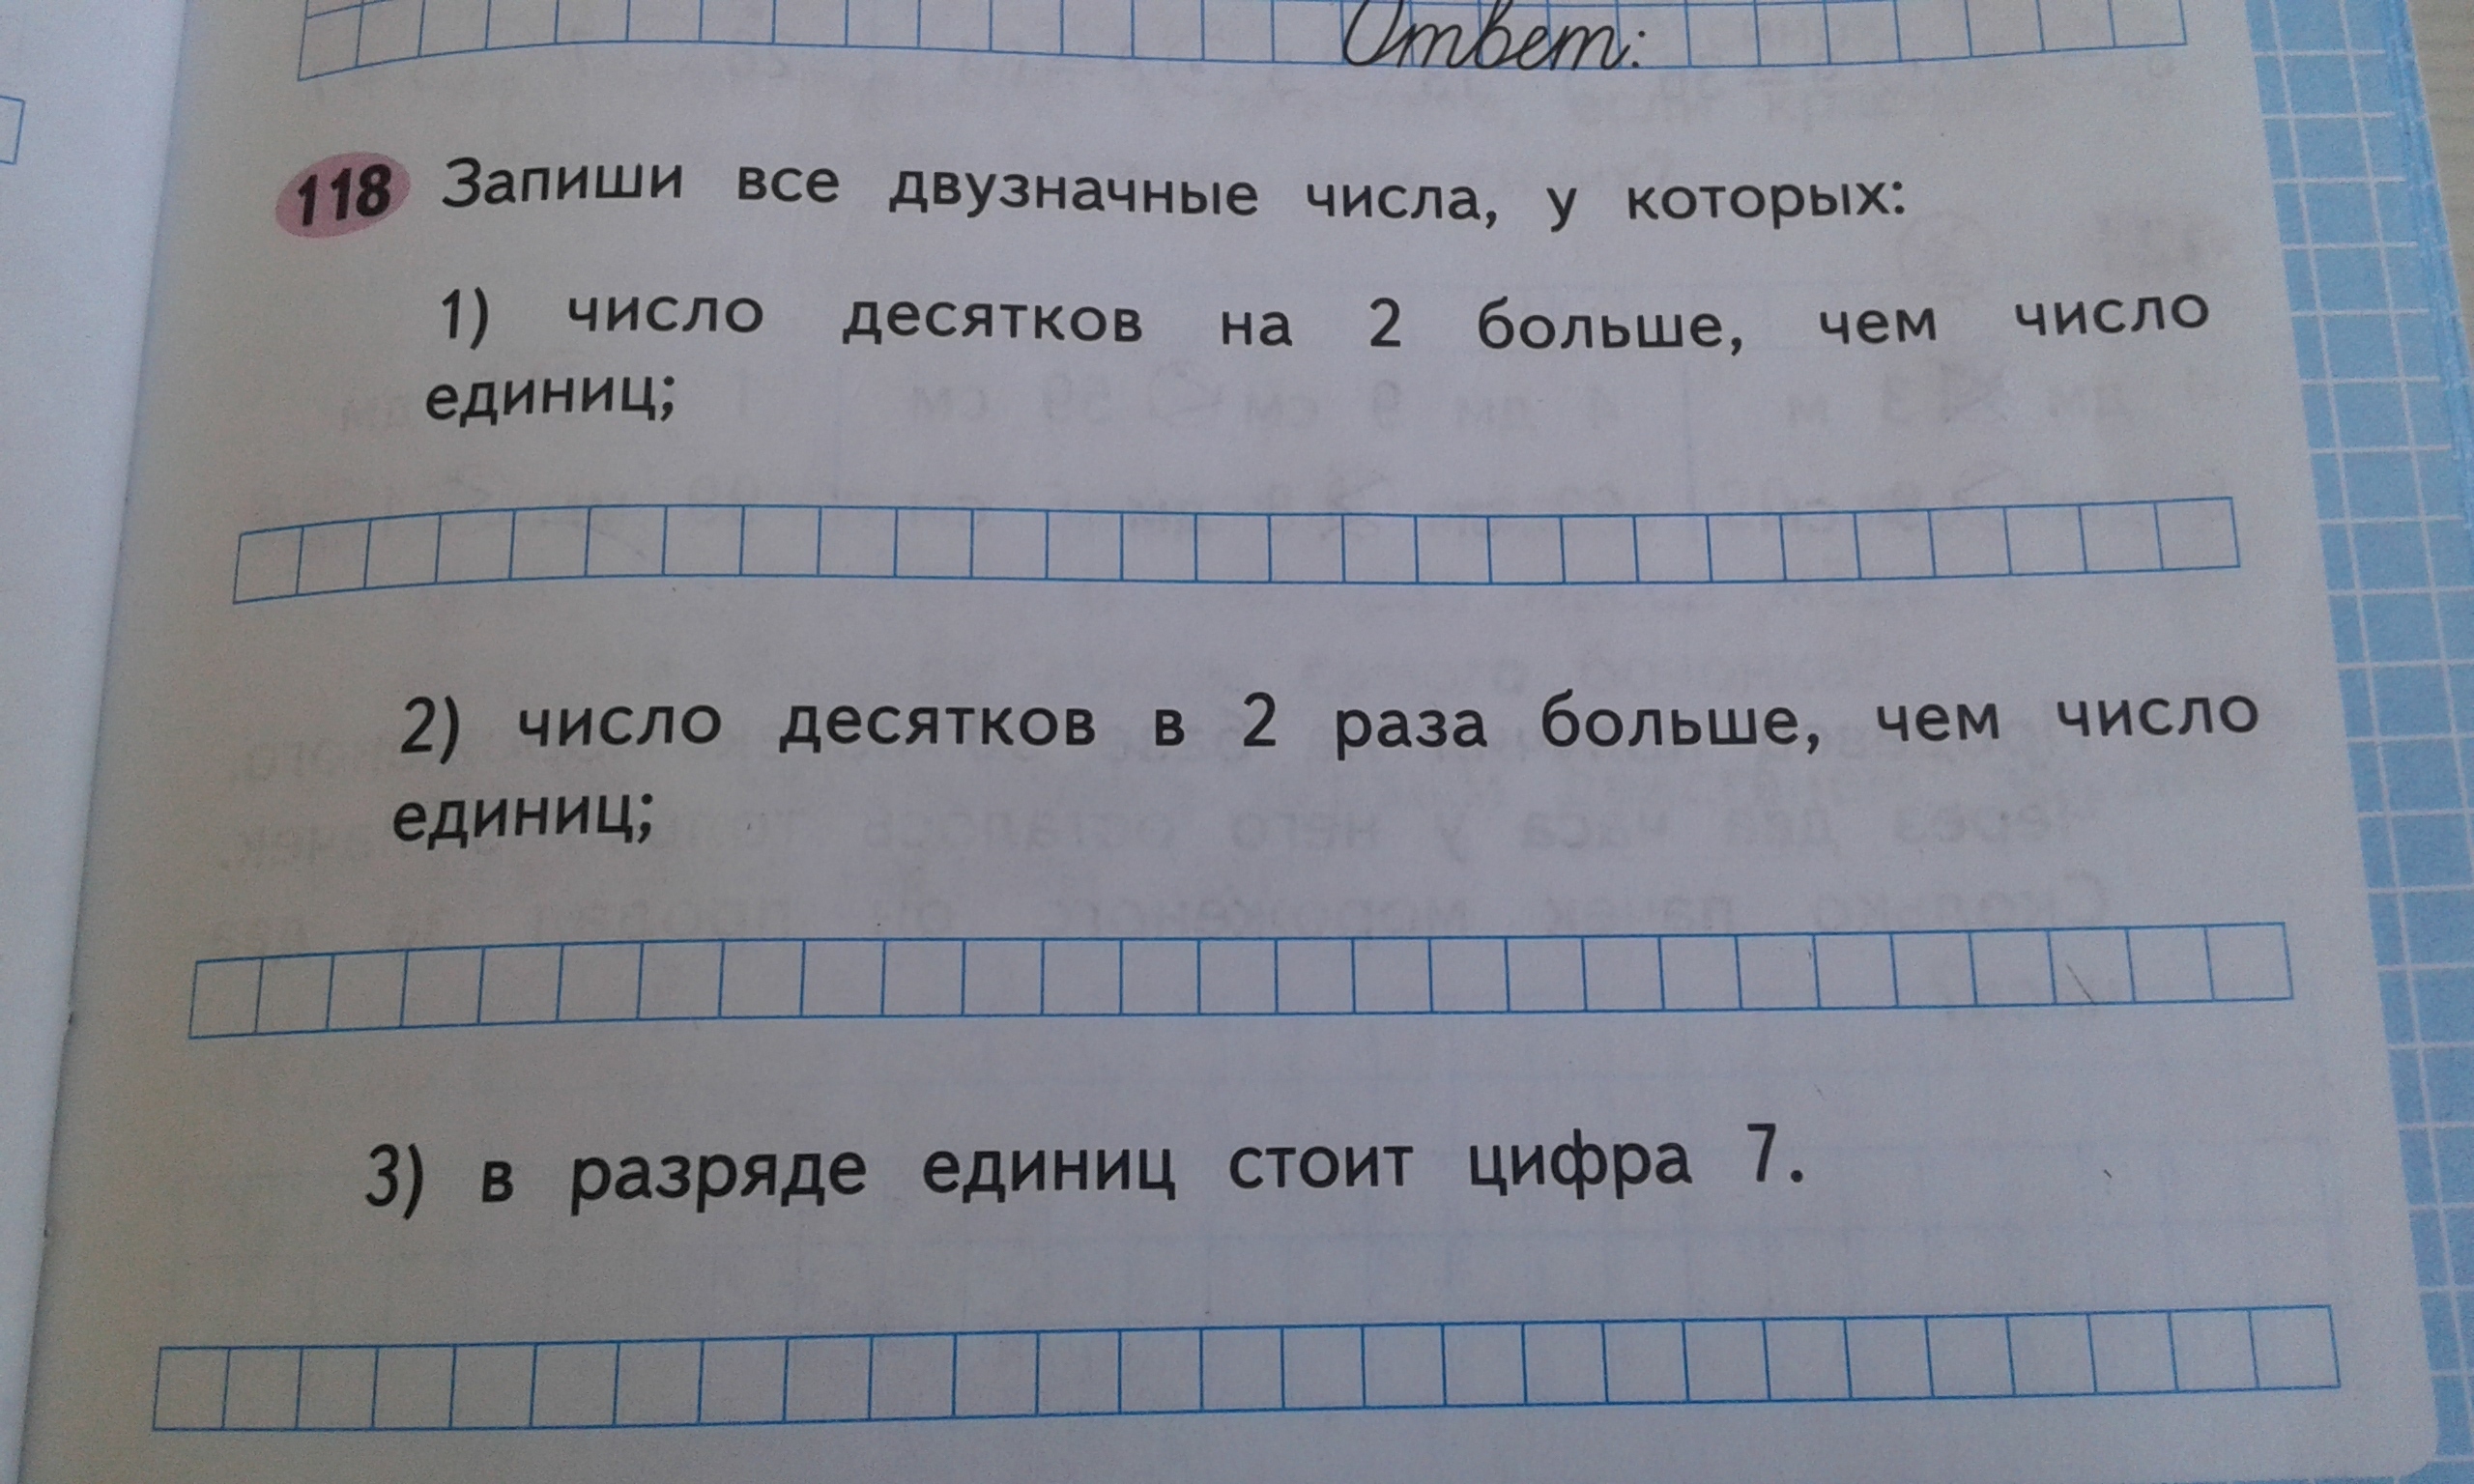 Ответ:
118 Запиши все двузначные числа, у которых:
1) число десятков на 2 больше, чем число
единиц;
2) число десятков в 2 раза больше, чем число
единиц;
3) в разряде единиц стоит цифра 7.